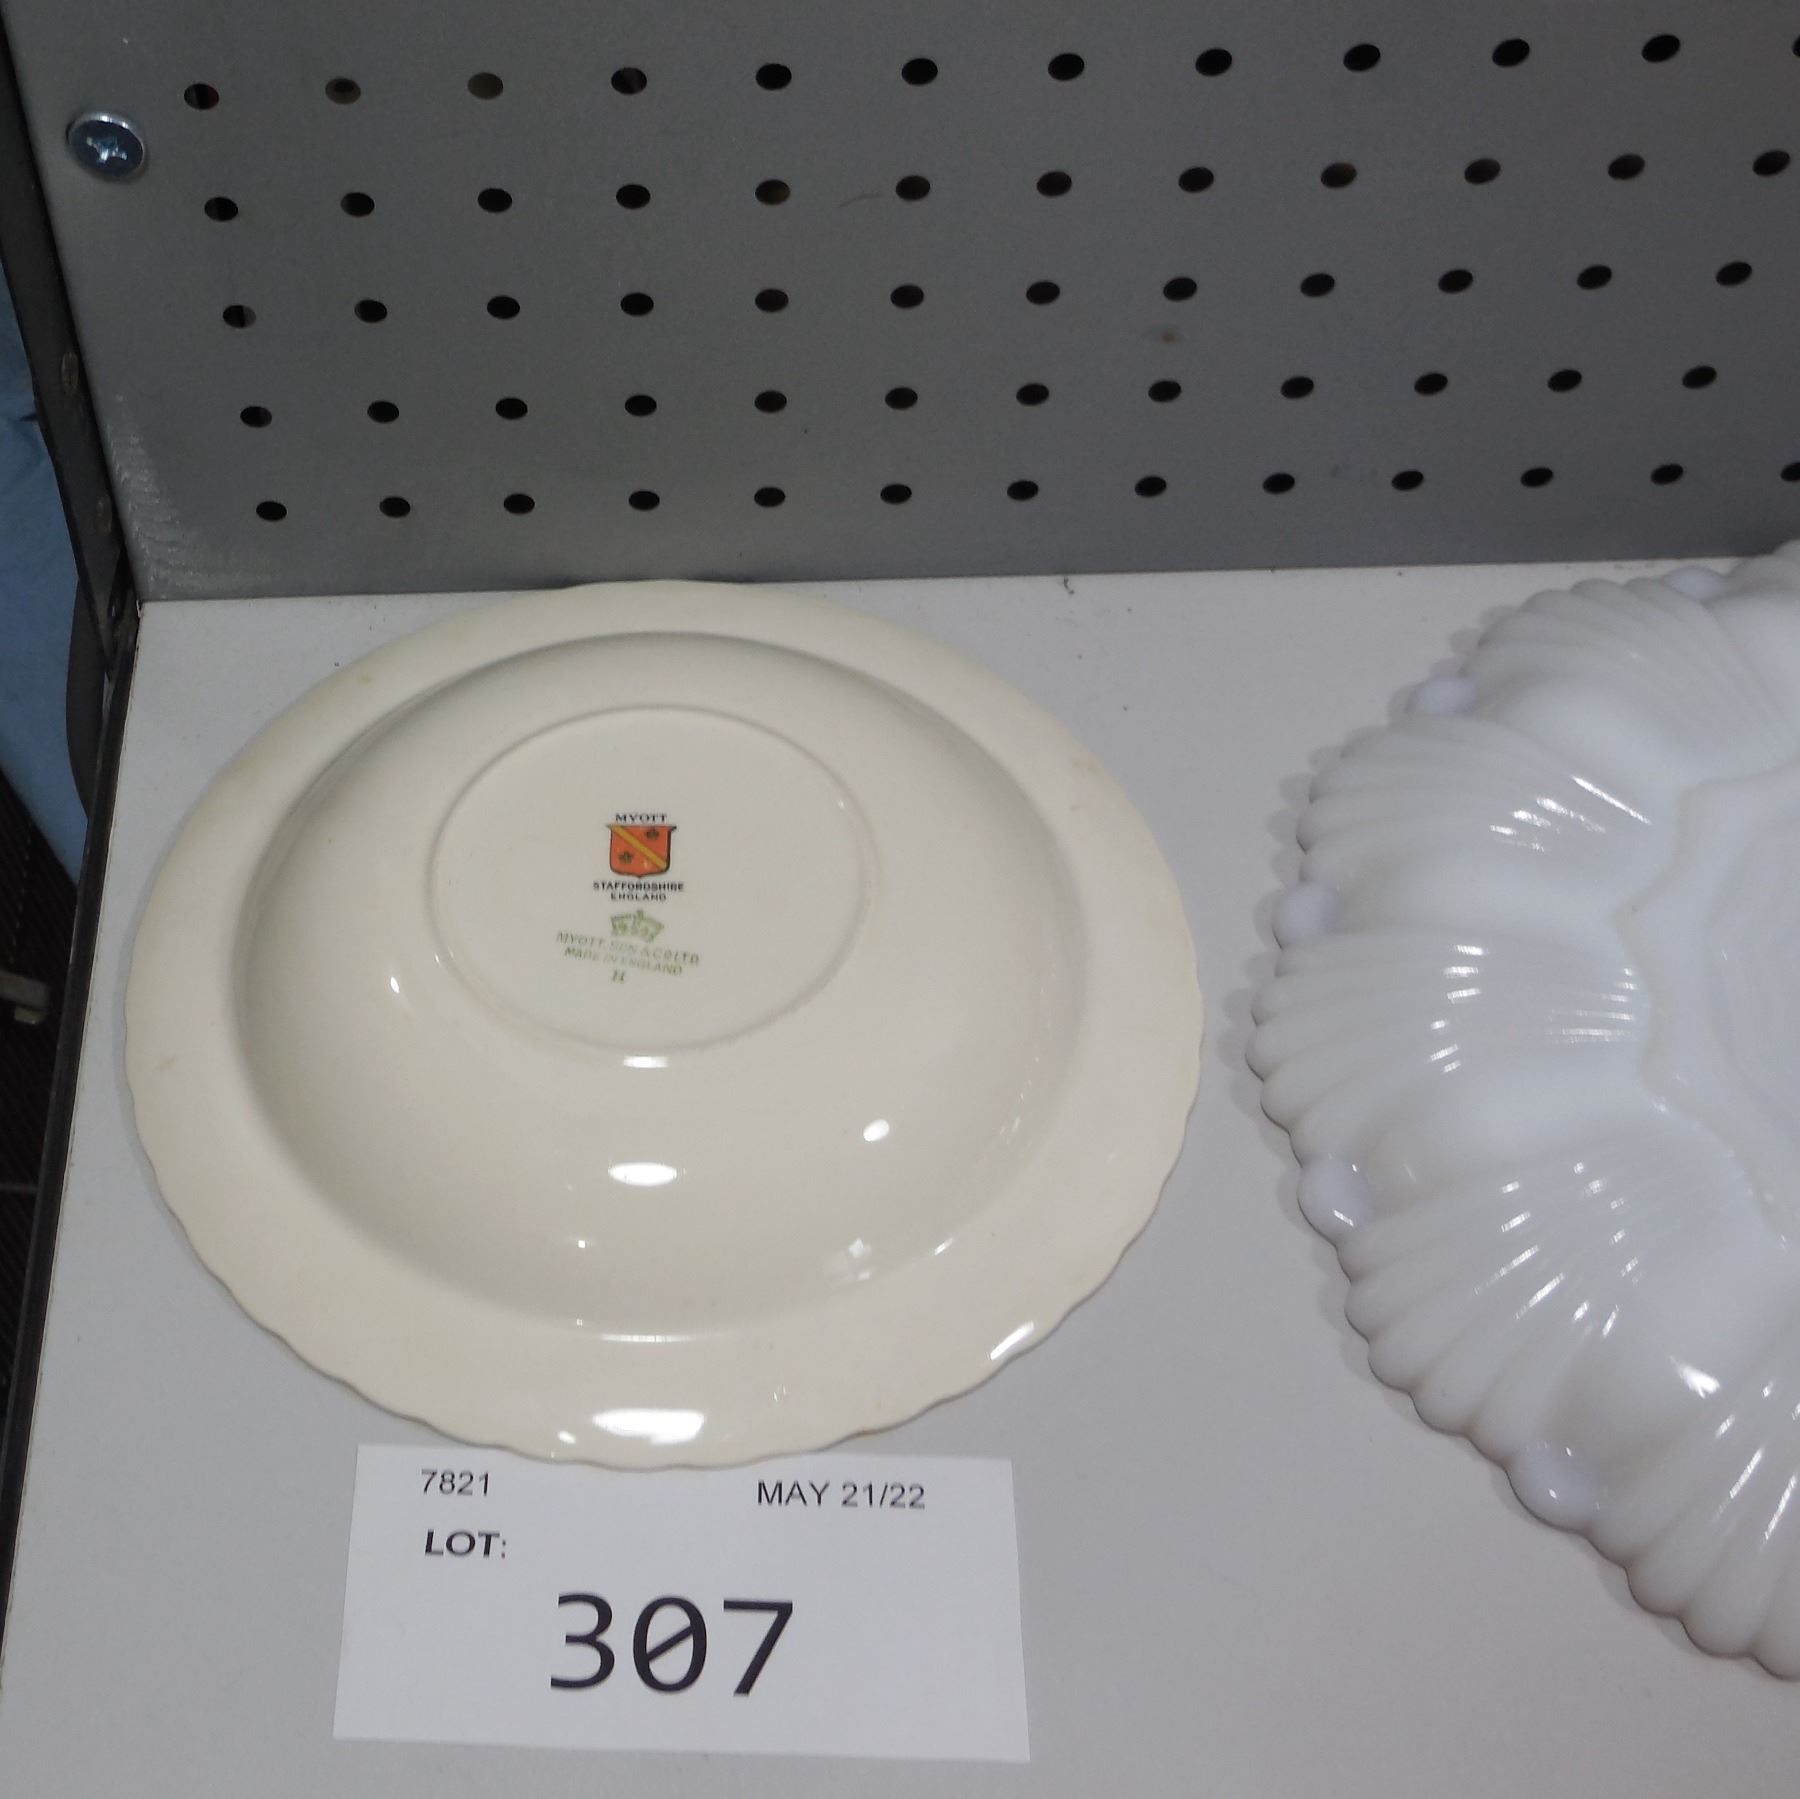 MYOTT
STAFFORDSHIRE
ENGLAND
MYOTT, SON & CO LTD
MADE IN ENGLAND
H
7821 MAY 21/22
LOT:
307